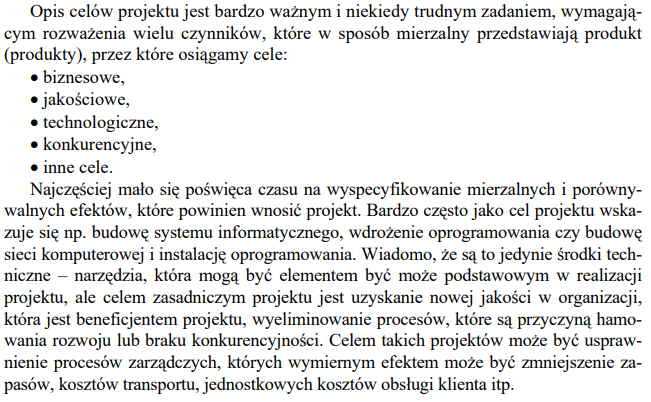 Opis celów projektu jest bardzo ważnym i niekiedy trudnym zadaniem, wymagają-
cym rozważenia wielu czynników, które w sposób mierzalny przedstawiają produkt
(produkty), przez które osiągamy cele:
• biznesowe,
• jakościowe,
• technologiczne,
• konkurencyjne,
• inne cele.
Najczęściej mało się poświęca czasu na wyspecyfikowanie mierzalnych i porówny-
walnych efektów, które powinien wnosić projekt. Bardzo często jako cel projektu wska-
zuje się np. budowę systemu informatycznego, wdrożenie oprogramowania czy budowę
sieci komputerowej i instalację oprogramowania. Wiadomo, że są to jedynie środki tech-
niczne – narzędzia, która mogą być elementem być może podstawowym w realizacji
projektu, ale celem zasadniczym projektu jest uzyskanie nowej jakości w organizacji,
która jest beneficjentem projektu, wyeliminowanie procesów, które są przyczyną hamo-
wania rozwoju lub braku konkurencyjności. Celem takich projektów może być uspraw-
nienie procesów zarządczych, których wymiernym efektem może być zmniejszenie za-
pasów, kosztów transportu, jednostkowych kosztów obsługi klienta itp.